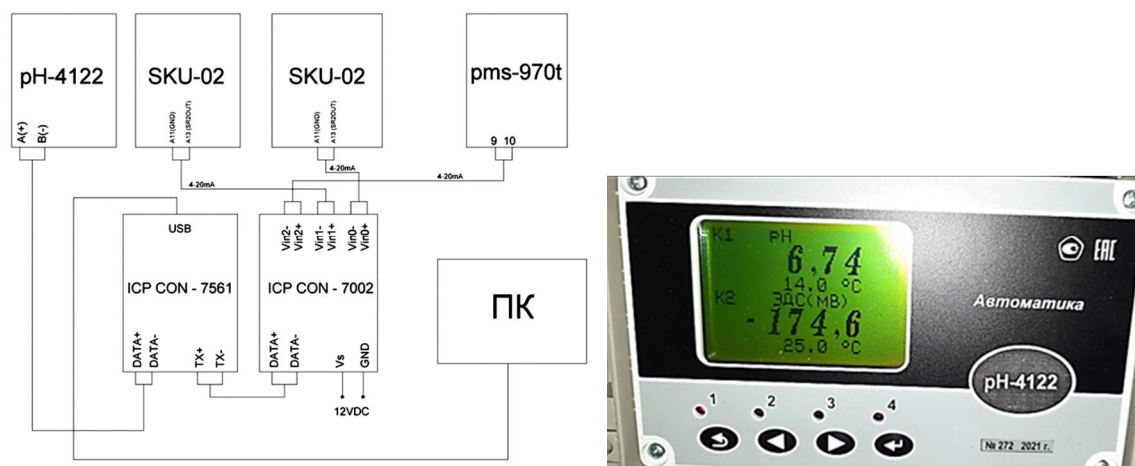 pH-4122
SKU-02
SKU-02
pms-970t
A(+)
B(-)
A11(GND)
A13 (SR2OUT)
A11(GND)
A13 (SR2OUT)
9 10
4-20mA
4-20mA
4-20mA
USB
Vin2-
Vin2+
Vin1-
Vin1+
Vin0-
Vin0+
ICP CON - 7561
ICP CON - 7002
ПК
DATA+
DATA-
TX+
TX-
DATA+
DATA-
Vs
GND
12VDC
К1 pH
6,74
14.0 °C
К2 ЭДС(МВ)
-174,6
25.0 °C
ЕАС
Автоматика
pH-4122
1 2 3 4
№ 272 2021 г.